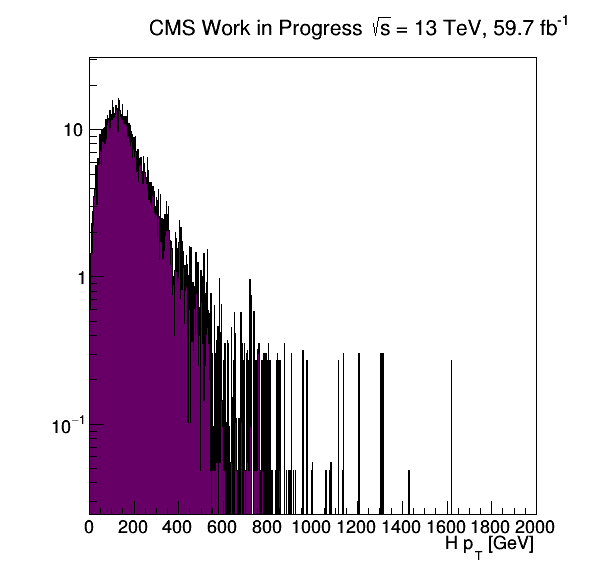 CMS Work in Progress √s = 13 TeV, 59.7 fb⁻¹
10
1
10⁻¹
0 200 400 600 800 1000 1200 1400 1600 1800 2000
H p_T [GeV]